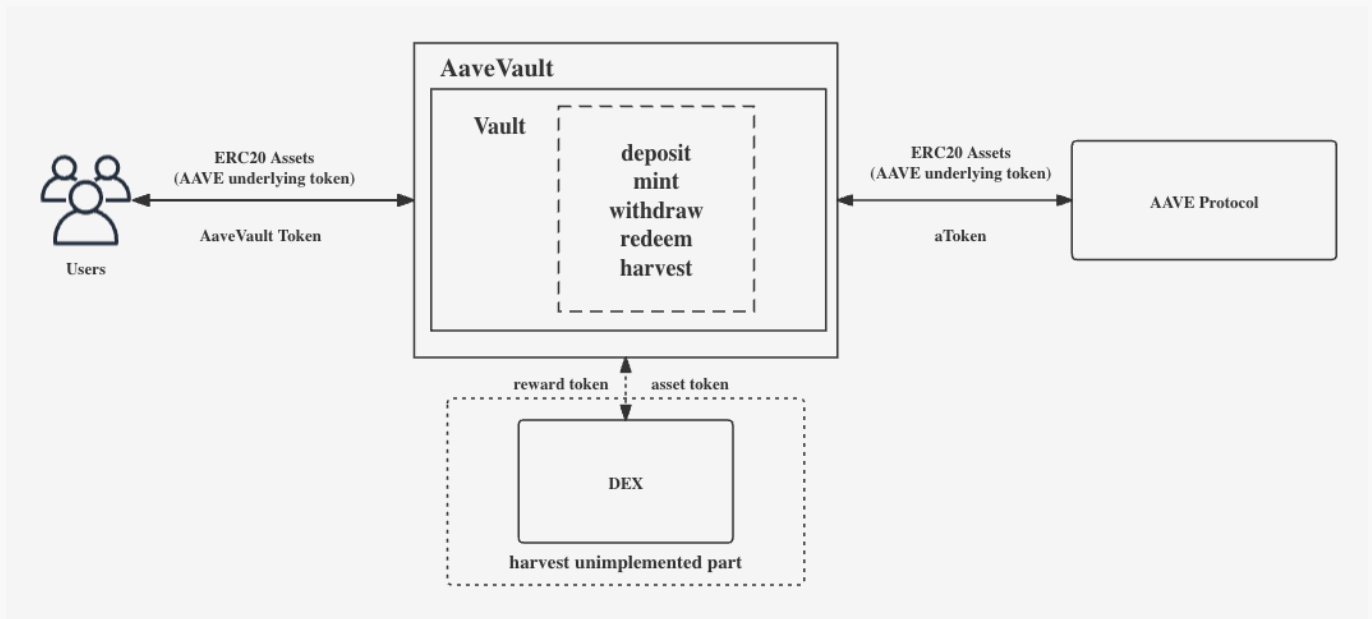 AaveVault
Vault
deposit
mint
withdraw
redeem
harvest
ERC20 Assets
(AAVE underlying token)
AaveVault Token
Users
ERC20 Assets
(AAVE underlying token)
aToken
AAVE Protocol
reward token
asset token
DEX
harvest unimplemented part